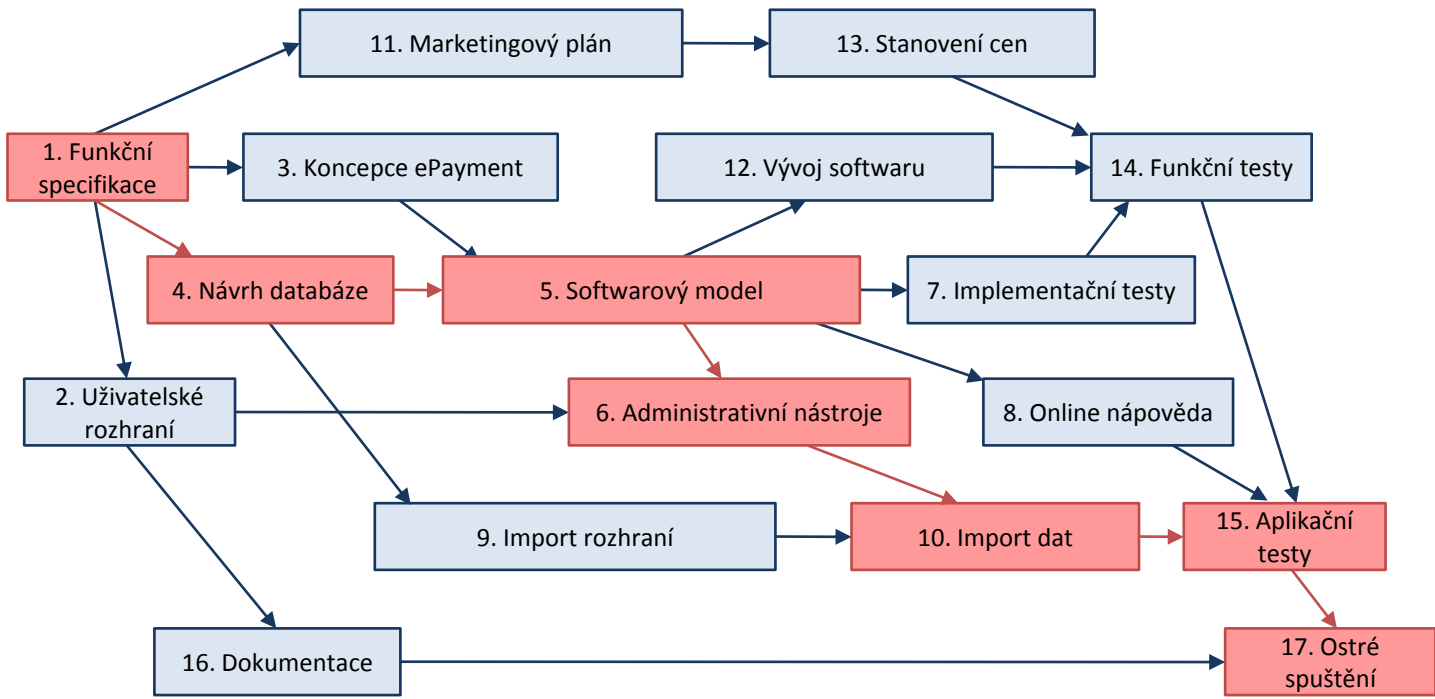 11. Marketingový plán
13. Stanovení cen
1. Funkční
specifikace
3. Koncepce ePayment
12. Vývoj softwaru
14. Funkční testy
4. Návrh databáze
5. Softwarový model
7. Implementační testy
2. Uživatelské
rozhraní
6. Administrativní nástroje
8. Online nápověda
9. Import rozhraní
10. Import dat
15. Aplikační
testy
16. Dokumentace
17. Ostré
spuštění